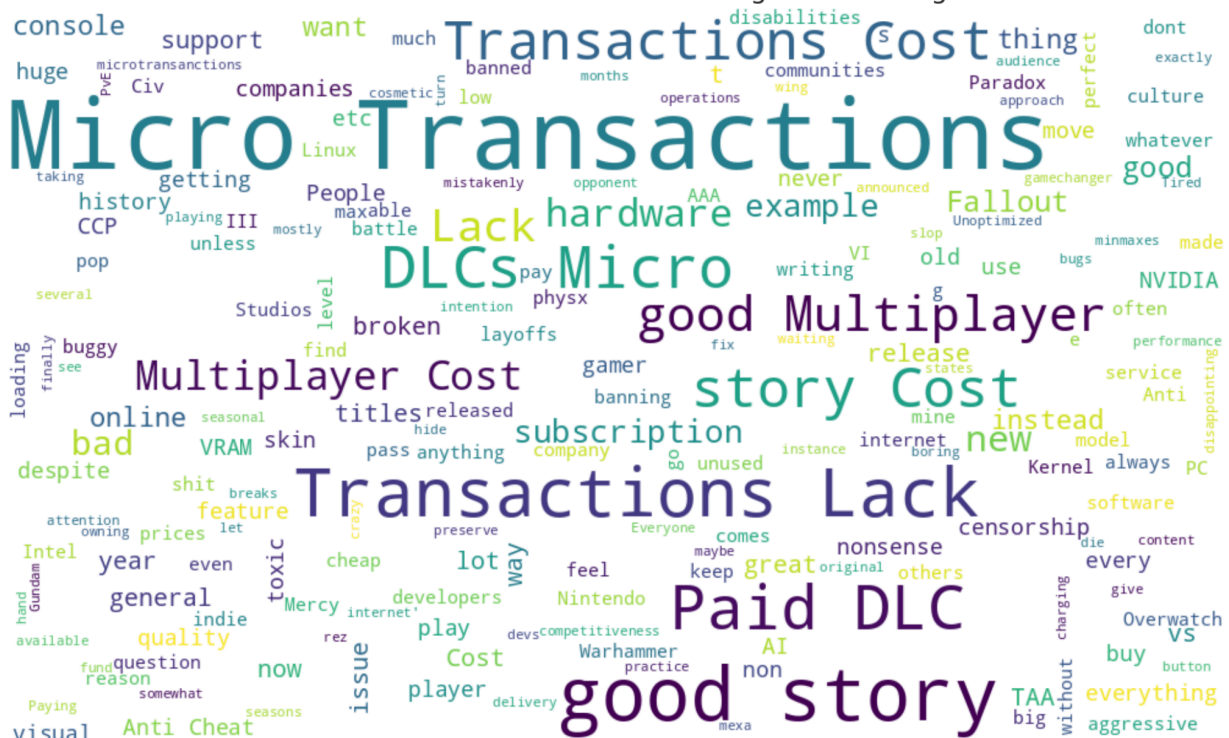 console
support
want
much
Transactions Cost
s
disabilities
thing
dont
huge
microtransanctions
PvE
Civ
companies
cosmetic
turn
banned
low
months
t
wing
communities
operations
audience
Paradox
approach
perfect
exactly
culture
Micro Transactions
etc
Linux
move
whatever
good
Tired
taking
getting
history
CCP
playing
III
mostly
unless
pop
People
maxable
battle
mistakenly
Lack
opponent
hardware
AAA
never
example
announced
gamechanger
Fallout
Unoptimized
slop
minmaxes
made
several
Studios
level
DLCs Micro
pay
physx
intention
writing
VI
old
use
bugs
NVIDIA
g
often
loading
finally
buggy
see
broken
find
layoffs
good Multiplayer
fix
waiting
release
states
e
performance
service
Anti
disappointing
Multiplayer Cost
gamer
banning
story Cost
online
seasonal
bad
VRAM
skin
titles
released
hide
pass
anything
subscription
company
go
unused
instance
mine
internet
boring
instead
new
model
Kernel
always
PC
despite
shit
breaks
feature
crazy
Transactions Lack
software
attention
owning
prices
let
preserve
Everyone
comes
censorship
die
content
Intel
year
even
toxic
cheap
lot
way
feel
maybe
keep
nonsense
great
original
others
every
give
hand
Gundam
general
indie
Mercy
internet'
developers
Nintendo
Paid DLC
charging
Overwatch
vs
available
quality
rez
play
devs
competitiveness
Warhammer
AI
buy
button
fund
question
reason
somewhat
now
issue
Cost
player
delivery
practice
non
good story
mexa
TAA
big
without
everything
aggressive
Paying
visual
Anti Cheat
seasons